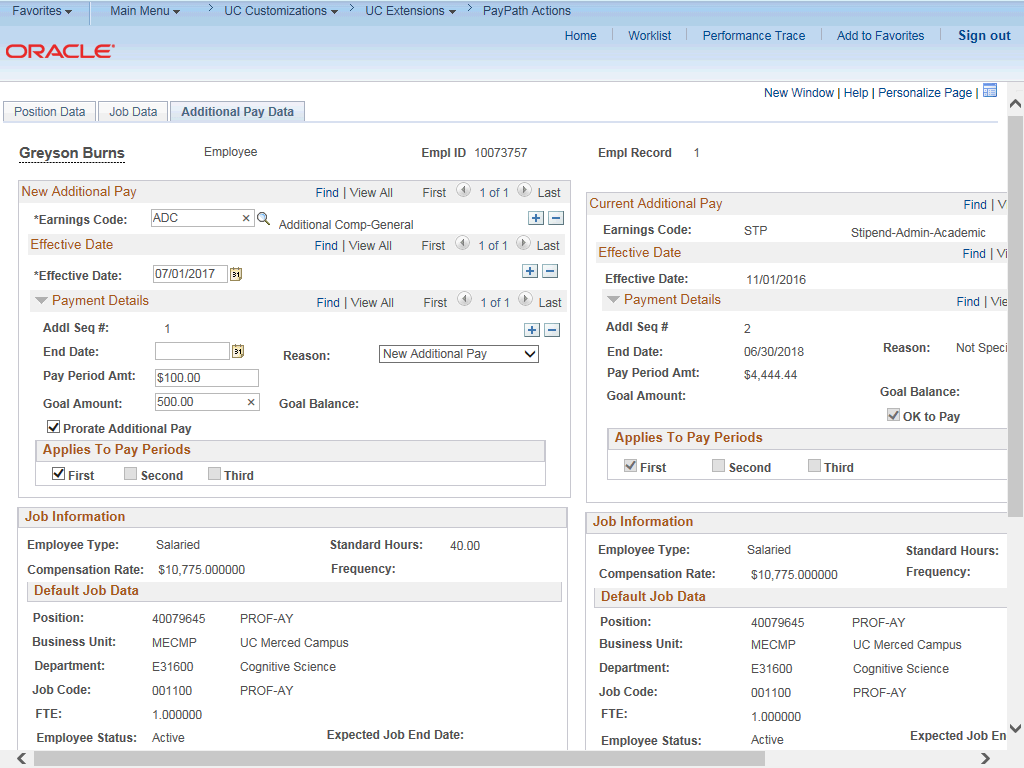 Favorites Main Menu > UC Customizations > UC Extensions > PayPath Actions
Home Worklist Performance Trace Add to Favorites Sign out
ORACLE
New Window | Help | Personalize Page |
Position Data Job Data Additional Pay Data
Greyson Burns Employee Empl ID 10073757 Empl Record 1
New Additional Pay Find | View All First 1 of 1 Last
*Earnings Code: ADC × Additional Comp-General + −
Effective Date Find | View All First 1 of 1 Last
*Effective Date: 07/01/2017 31 + −
Payment Details Find | View All First 1 of 1 Last
Addl Seq #: 1 + −
End Date: 31 Reason: New Additional Pay
Pay Period Amt: $100.00
Goal Amount: 500.00 × Goal Balance:
Prorate Additional Pay
Applies To Pay Periods
First Second Third
Current Additional Pay Find | V
Earnings Code: STP Stipend-Admin-Academic
Effective Date Find | Vi
Effective Date: 11/01/2016
Payment Details Find | Vie
Addl Seq # 2
End Date: 06/30/2018 Reason: Not Speci
Pay Period Amt: $4,444.44
Goal Amount: Goal Balance:
OK to Pay
Applies To Pay Periods
First Second Third
Job Information
Employee Type: Salaried Standard Hours: 40.00
Compensation Rate: $10,775.000000 Frequency:
Default Job Data
Position: 40079645 PROF-AY
Business Unit: MECMP UC Merced Campus
Department: E31600 Cognitive Science
Job Code: 001100 PROF-AY
FTE: 1.000000
Employee Status: Active Expected Job End Date:
Job Information
Employee Type: Salaried Standard Hours:
Compensation Rate: $10,775.000000 Frequency:
Default Job Data
Position: 40079645 PROF-AY
Business Unit: MECMP UC Merced Campus
Department: E31600 Cognitive Science
Job Code: 001100 PROF-AY
FTE: 1.000000
Employee Status: Active Expected Job En